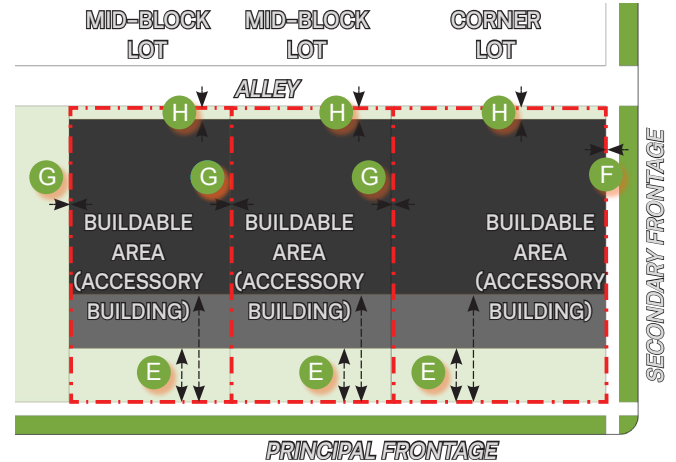 MID–BLOCK
LOT
MID–BLOCK
LOT
CORNER
LOT
ALLEY
H
H
H
G
G
G
F
BUILDABLE
AREA
(ACCESSORY
BUILDING)
BUILDABLE
AREA
(ACCESSORY
BUILDING)
BUILDABLE
AREA
(ACCESSORY
BUILDING)
E
E
E
SECONDARY FRONTAGE
PRINCIPAL FRONTAGE